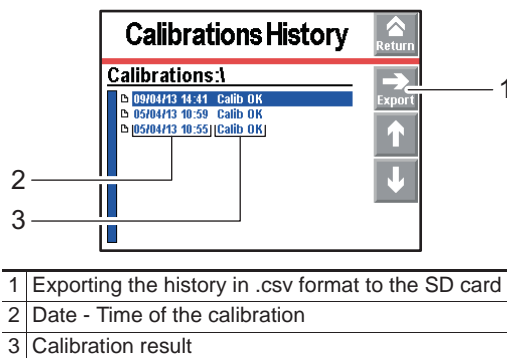 Calibrations History
Return
Calibrations:\
09/04/13 14:41 Calib OK
Export
1
05/04/13 10:59 Calib OK
05/04/13 10:55 Calib OK
2
3
1 Exporting the history in .csv format to the SD card
2 Date - Time of the calibration
3 Calibration result